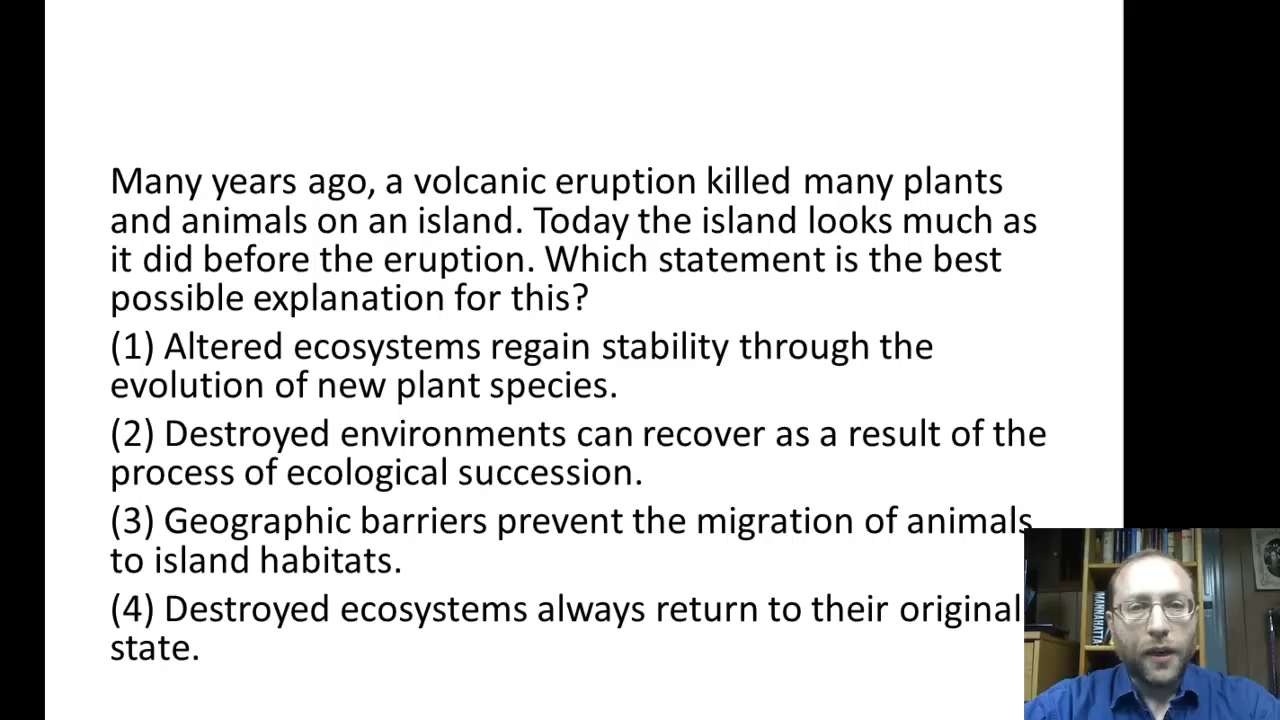 Many years ago, a volcanic eruption killed many plants
and animals on an island. Today the island looks much as
it did before the eruption. Which statement is the best
possible explanation for this?
(1) Altered ecosystems regain stability through the
evolution of new plant species.
(2) Destroyed environments can recover as a result of the
process of ecological succession.
(3) Geographic barriers prevent the migration of animals
to island habitats.
(4) Destroyed ecosystems always return to their original
state.
MANNAHATTA